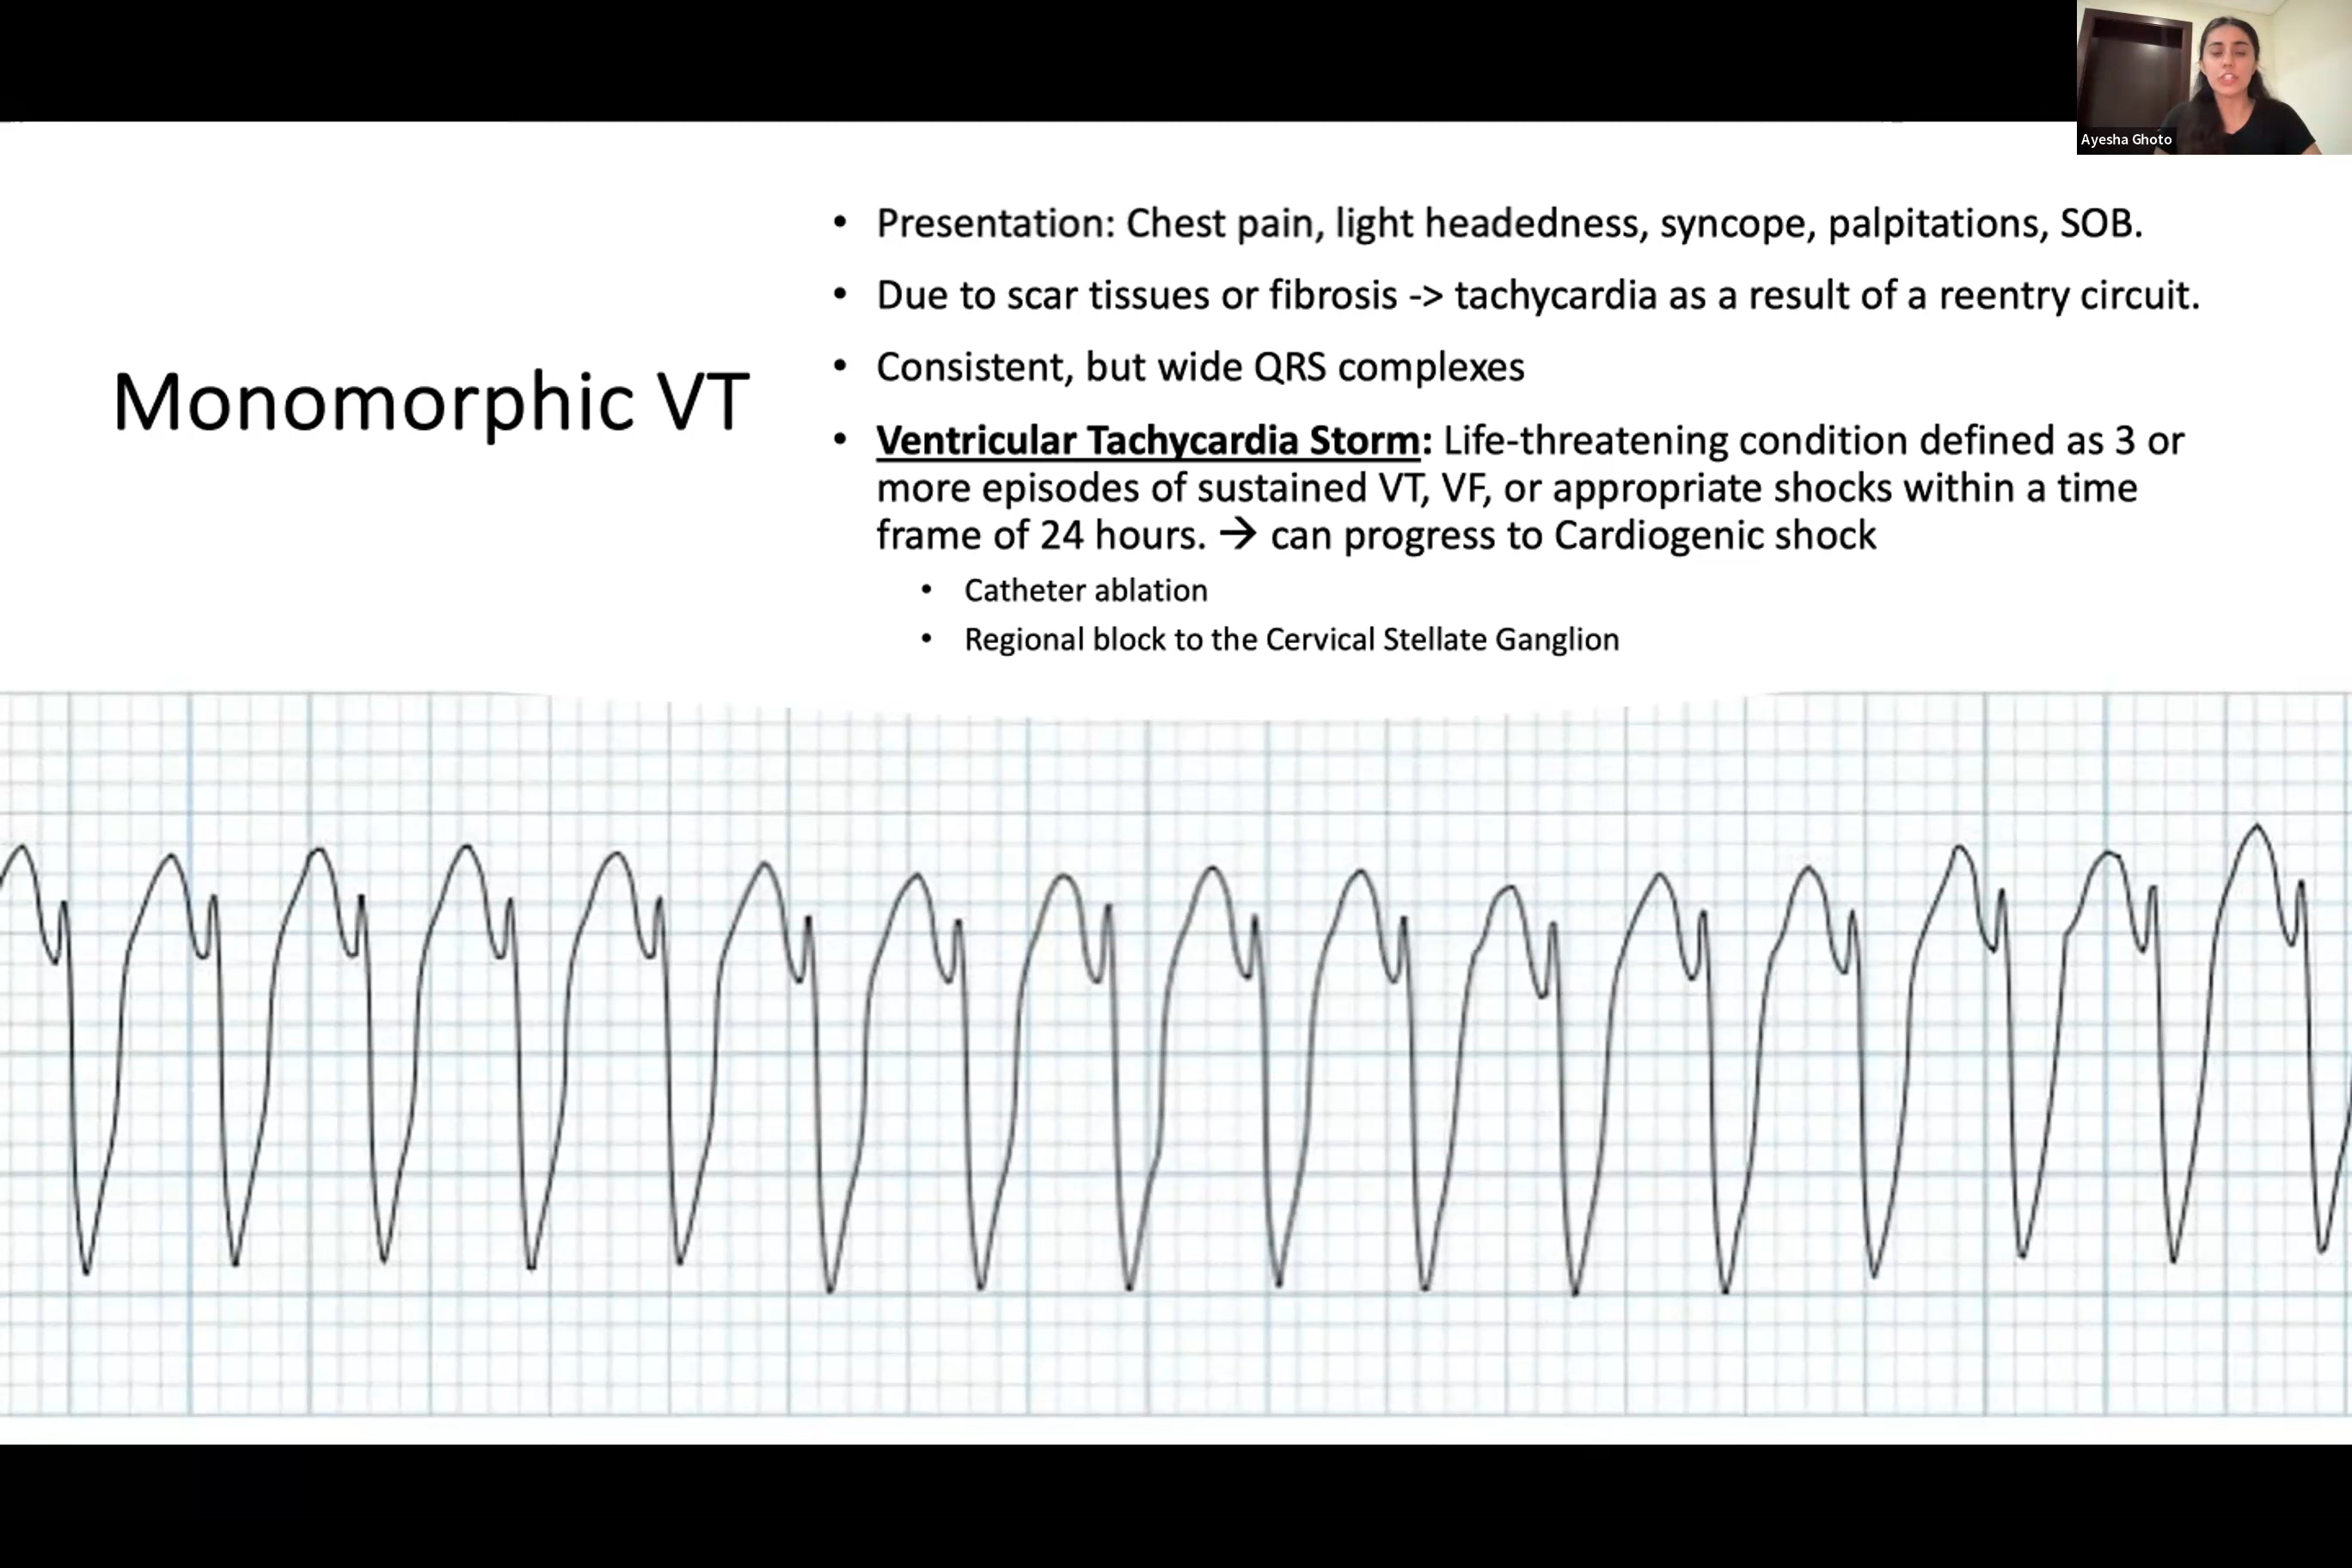 Ayesha Ghoto
Monomorphic VT
• Presentation: Chest pain, light headedness, syncope, palpitations, SOB.
• Due to scar tissues or fibrosis -> tachycardia as a result of a reentry circuit.
• Consistent, but wide QRS complexes
• Ventricular Tachycardia Storm: Life-threatening condition defined as 3 or
more episodes of sustained VT, VF, or appropriate shocks within a time
frame of 24 hours. → can progress to Cardiogenic shock
• Catheter ablation
• Regional block to the Cervical Stellate Ganglion